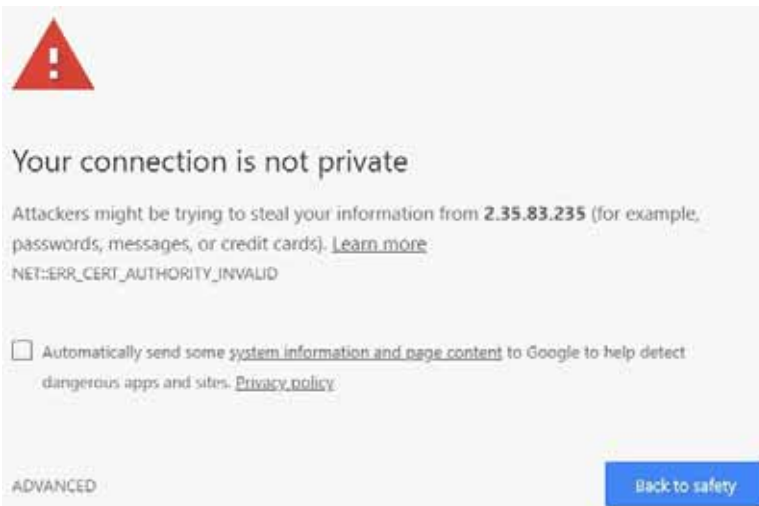 Your connection is not private
Attackers might be trying to steal your information from 2.35.83.235 (for example,
passwords, messages, or credit cards). Learn more
NET::ERR_CERT_AUTHORITY_INVALID
Automatically send some system information and page content to Google to help detect
dangerous apps and sites. Privacy policy
ADVANCED
Back to safety